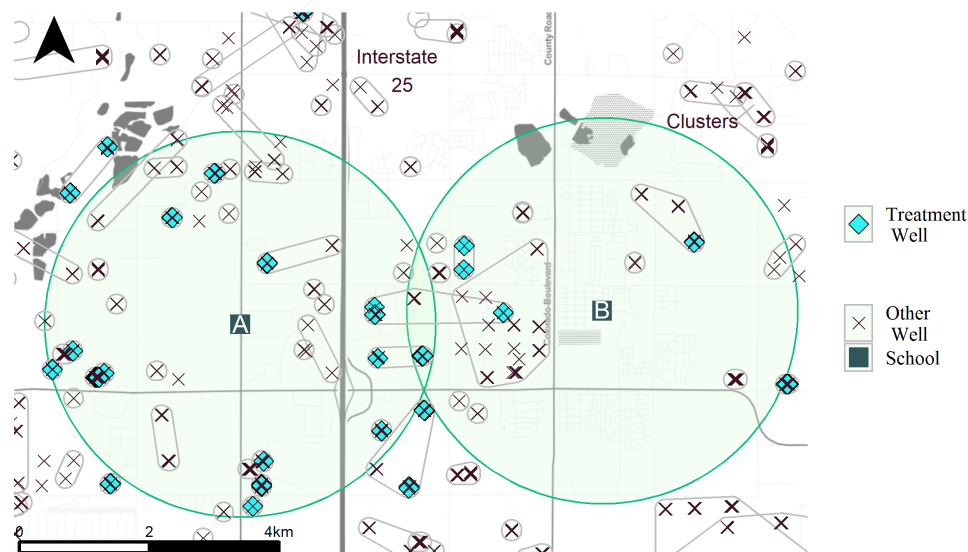 County Road
Interstate
25
Clusters
Treatment
Well
A
B
Colorado Boulevard
Other
Well
School
0
2
4km